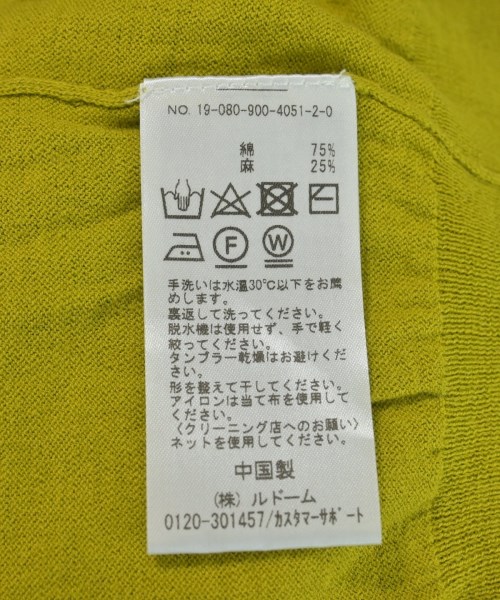 NO. 19-080-900-4051-2-0
綿 75%
麻 25%
F W
手洗いは水温30℃以下をお薦
めします。
裏返して洗ってください。
脱水機は使用せず、手で軽く
絞ってください。
タンブラー乾燥はお避けくだ
さい。
形を整えて干してください。
アイロンは当て布を使用して
ください。
〈クリーニング店へのお願い〉
ネットを使用してください。
中国製
(株) ルドーム
0120-301457/カスタマーサポート